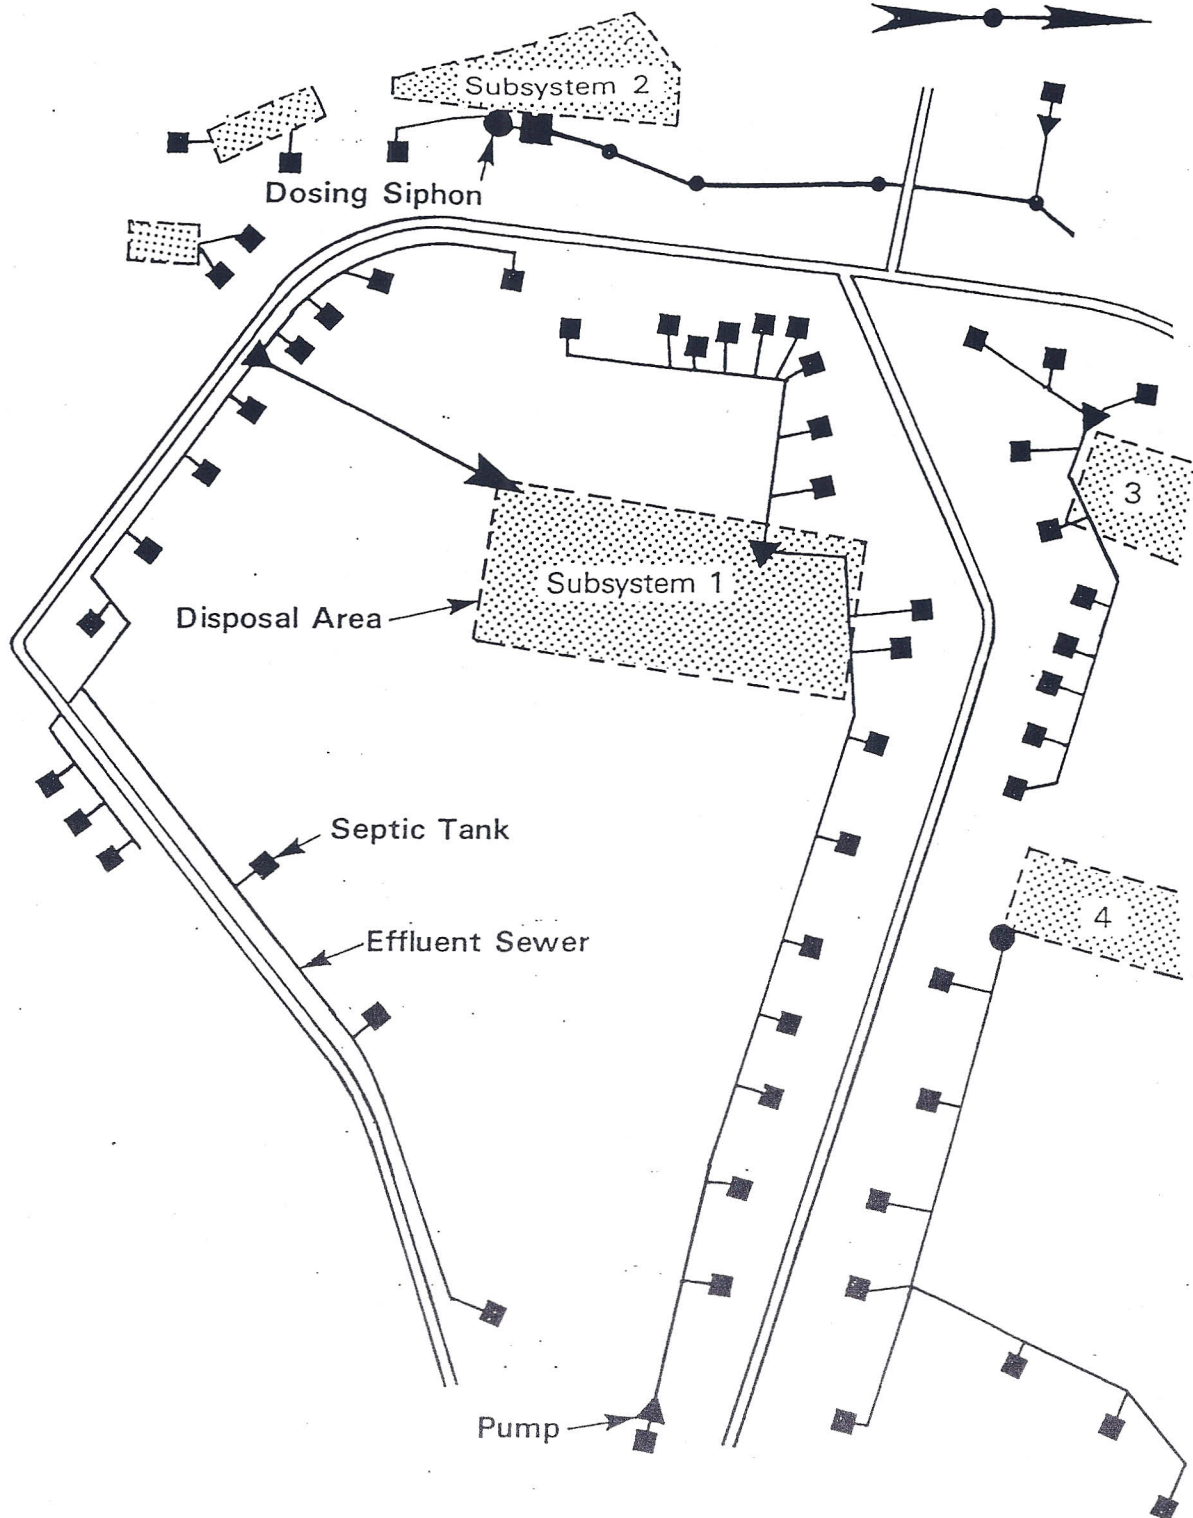 Subsystem 2
Dosing Siphon
3
Subsystem 1
Disposal Area
Septic Tank
4
Effluent Sewer
Pump